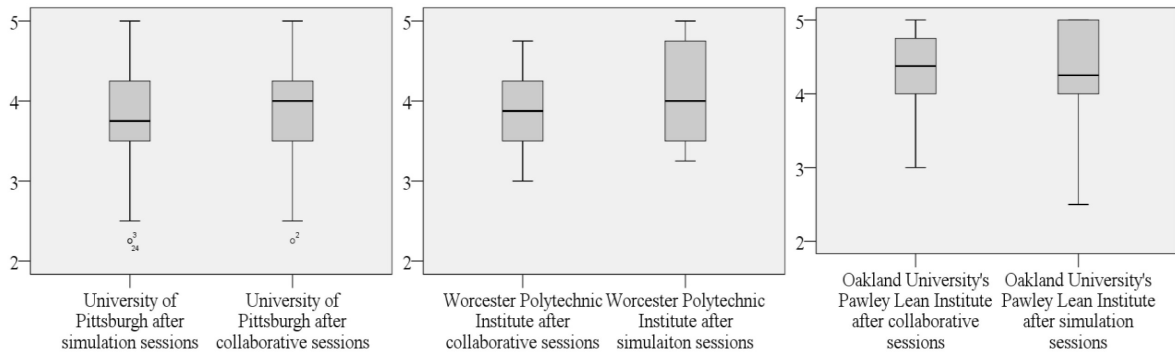 5
4
3
2
3
24
2
University of
Pittsburgh after
simulation sessions
University of
Pittsburgh after
collaborative sessions
5
4
3
2
Worcester Polytechnic
Institute after
collaborative sessions
Worcester Polytechnic
Institute after
simulaiton sessions
5
4
3
2
Oakland University's
Pawley Lean Institute
after collaborative
sessions
Oakland University's
Pawley Lean Institute
after simulation
sessions